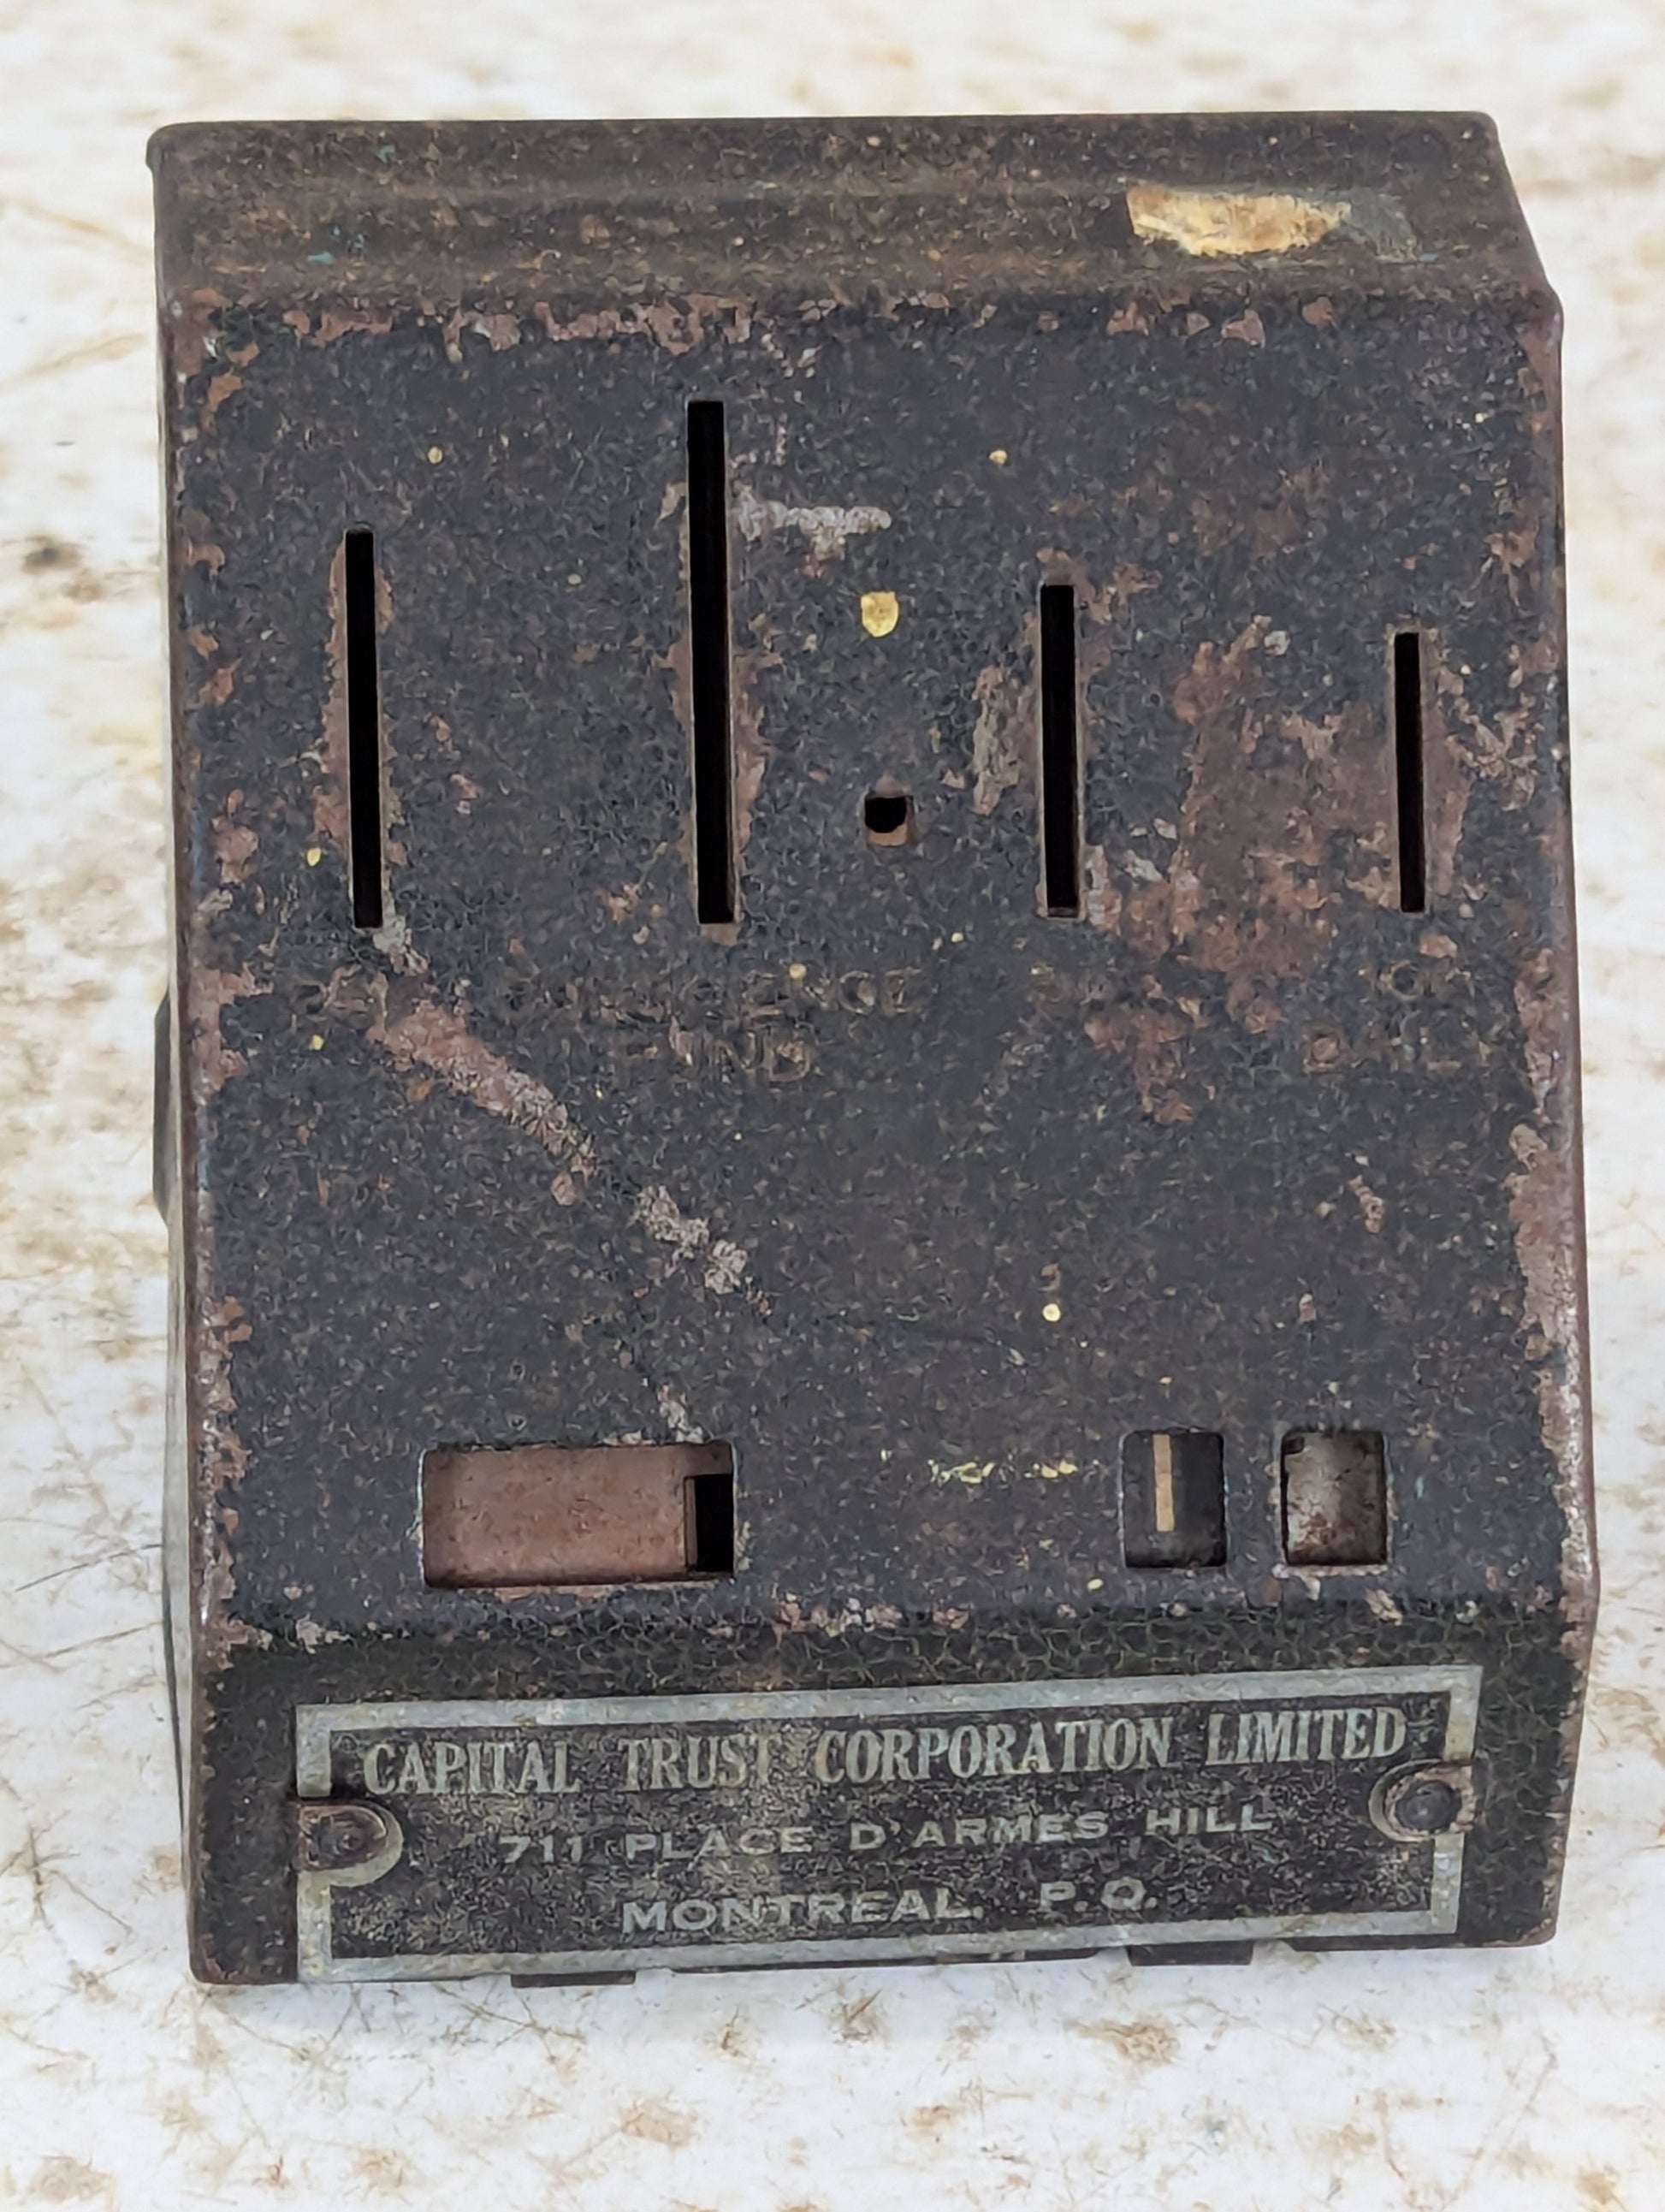 FUND
CAPITAL TRUST CORPORATION LIMITED
711 PLACE D'ARMES HILL
MONTREAL, P.Q.